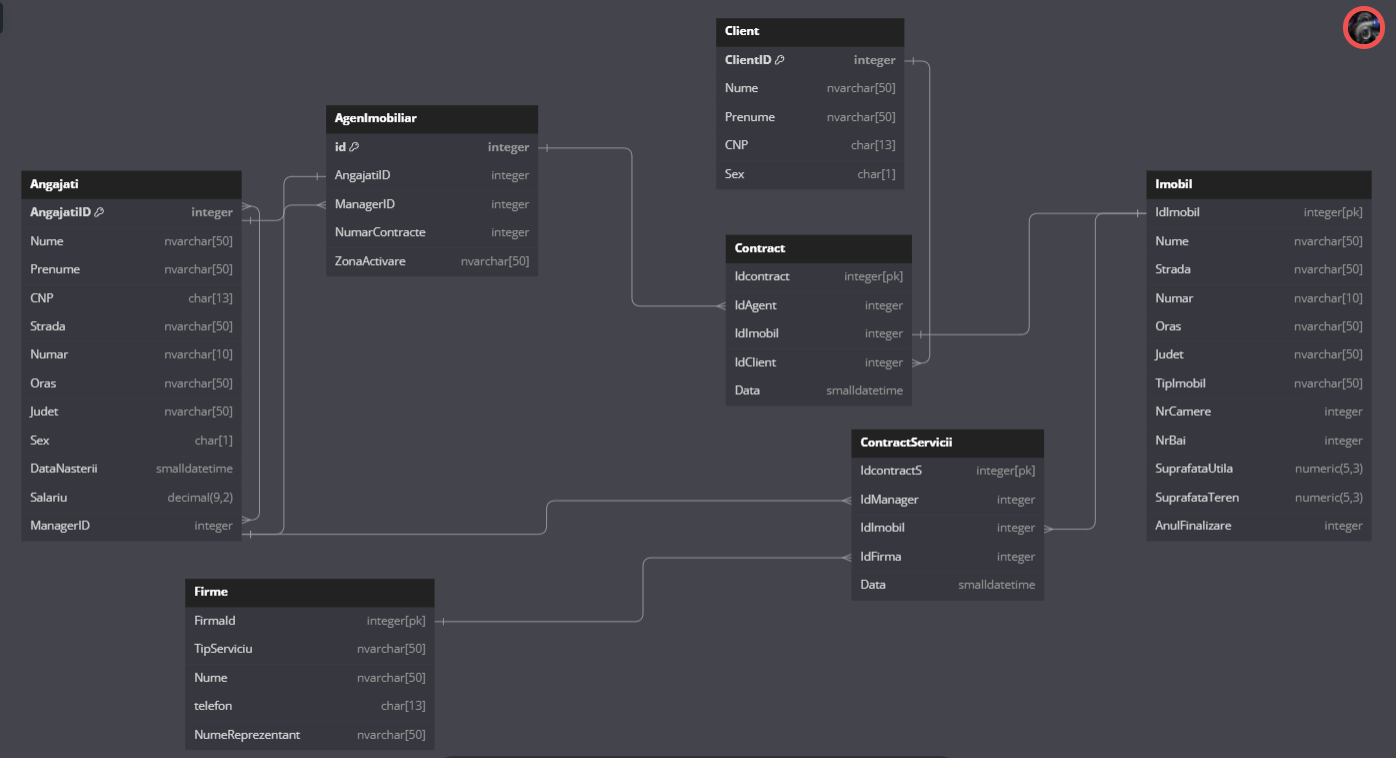 Client
ClientID integer
Nume nvarchar[50]
Prenume nvarchar[50]
CNP char[13]
Sex char[1]
AgenImobiliar
id integer
AngajatiID integer
ManagerID integer
NumarContracte integer
ZonaActivare nvarchar[50]
Angajati
AngajatiID integer
Nume nvarchar[50]
Prenume nvarchar[50]
CNP char[13]
Strada nvarchar[50]
Numar nvarchar[10]
Oras nvarchar[50]
Judet nvarchar[50]
Sex char[1]
DataNasterii smalldatetime
Salariu decimal(9,2)
ManagerID integer
Imobil
IdImobil integer[pk]
Nume nvarchar[50]
Strada nvarchar[50]
Numar nvarchar[10]
Oras nvarchar[50]
Judet nvarchar[50]
TipImobil nvarchar[50]
NrCamere integer
NrBai integer
SuprafataUtila numeric(5,3)
SuprafataTeren numeric(5,3)
AnulFinalizare integer
Contract
Idcontract integer[pk]
IdAgent integer
IdImobil integer
IdClient integer
Data smalldatetime
ContractServicii
IdcontractS integer[pk]
IdManager integer
IdImobil integer
IdFirma integer
Data smalldatetime
Firme
FirmaId integer[pk]
TipServiciu nvarchar[50]
Nume nvarchar[50]
telefon char[13]
NumeReprezentant nvarchar[50]